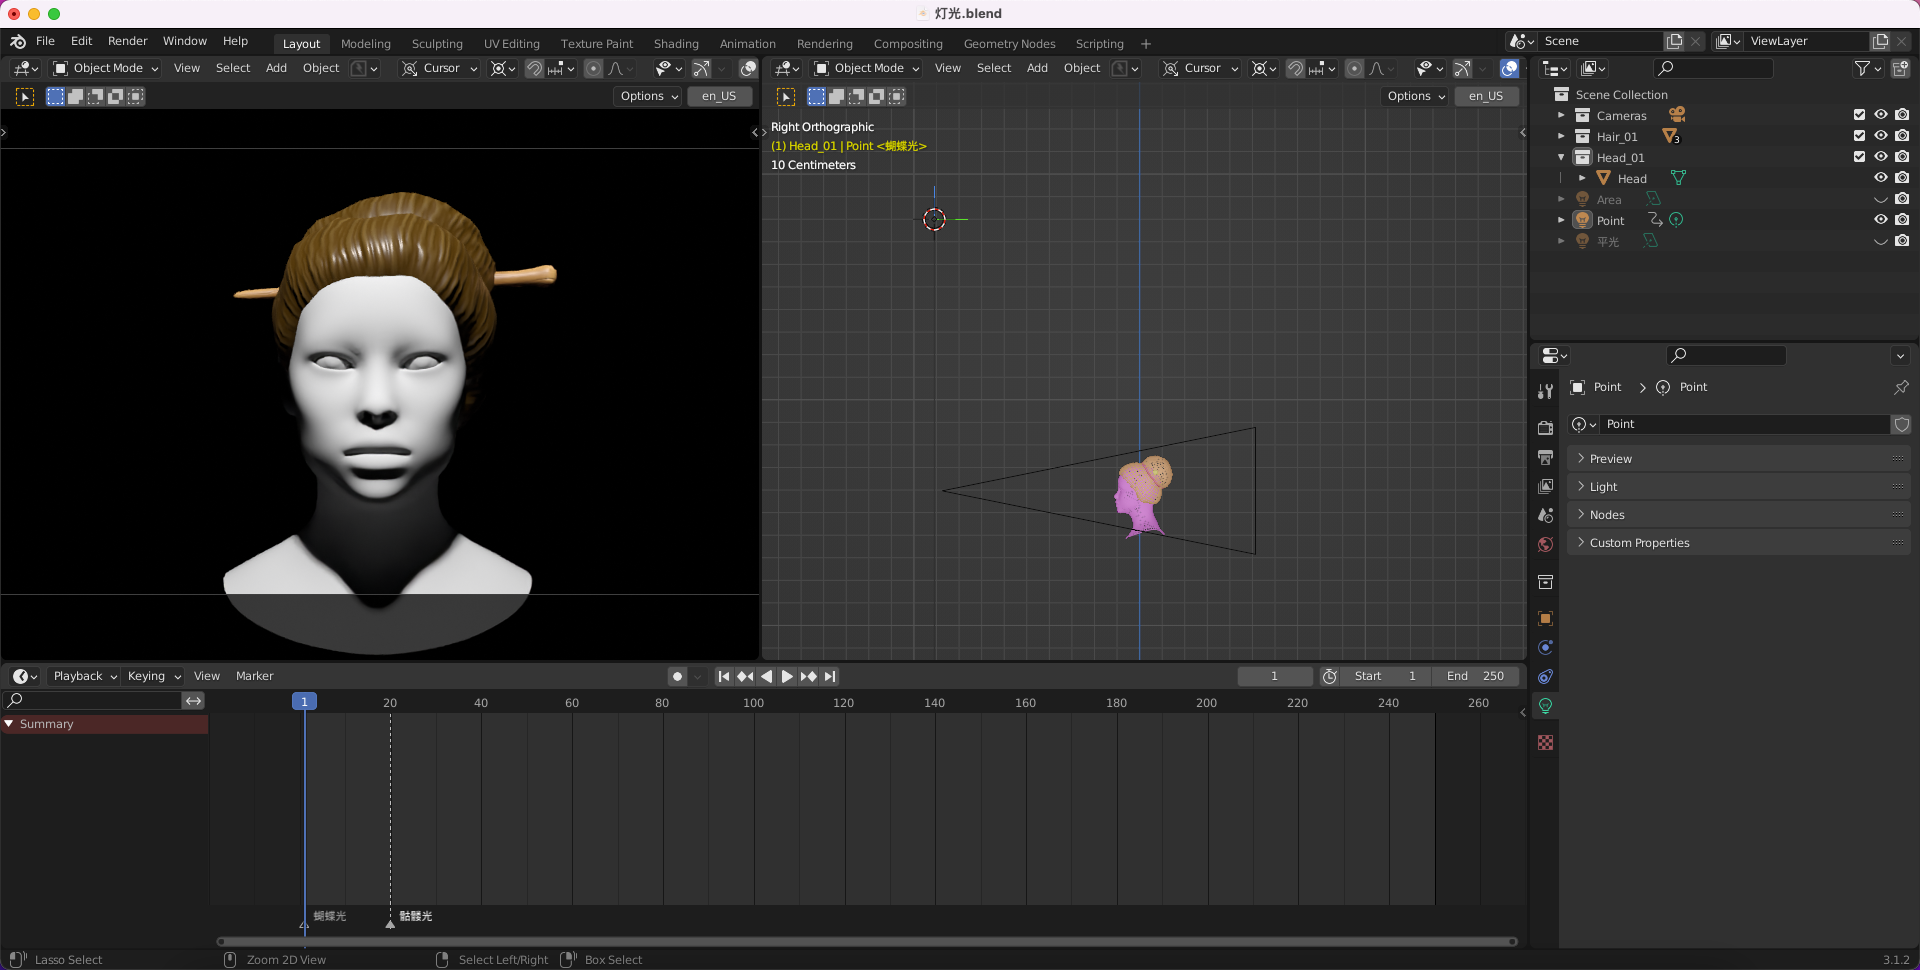 灯光.blend
File Edit Render Window Help Layout Modeling Sculpting UV Editing Texture Paint Shading Animation Rendering Compositing Geometry Nodes Scripting + Scene ViewLayer
Object Mode View Select Add Object Cursor
Object Mode View Select Add Object Cursor
Options en_US
Options en_US
Right Orthographic
(1) Head_01 | Point <蝴蝶光>
10 Centimeters
Scene Collection
Cameras
Hair_01 3
Head_01
Head
Area
Point
平光
Point Point
Point
Preview
Light
Nodes
Custom Properties
Playback Keying View Marker 1 Start 1 End 250
1 20 40 60 80 100 120 140 160 180 200 220 240 260
Summary
蝴蝶光 骷髅光
Lasso Select Zoom 2D View Select Left/Right Box Select 3.1.2